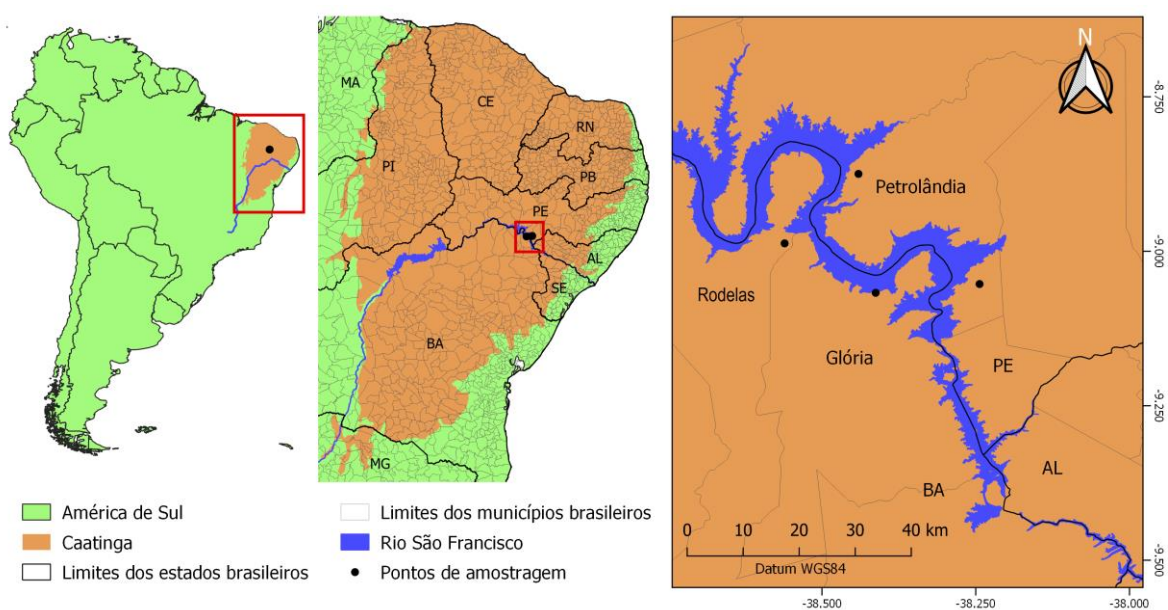 MA
CE
RN
PI
PB
PE
AL
SE
BA
MG
N
-8.750
Petrolândia
-9.000
Rodelas
Glória
PE
-9.250
AL
BA
0 10 20 30 40 km
Datum WGS84
-9.500
-38.500 -38.250 -38.000
América de Sul
Caatinga
Limites dos estados brasileiros
Limites dos municípios brasileiros
Rio São Francisco
Pontos de amostragem